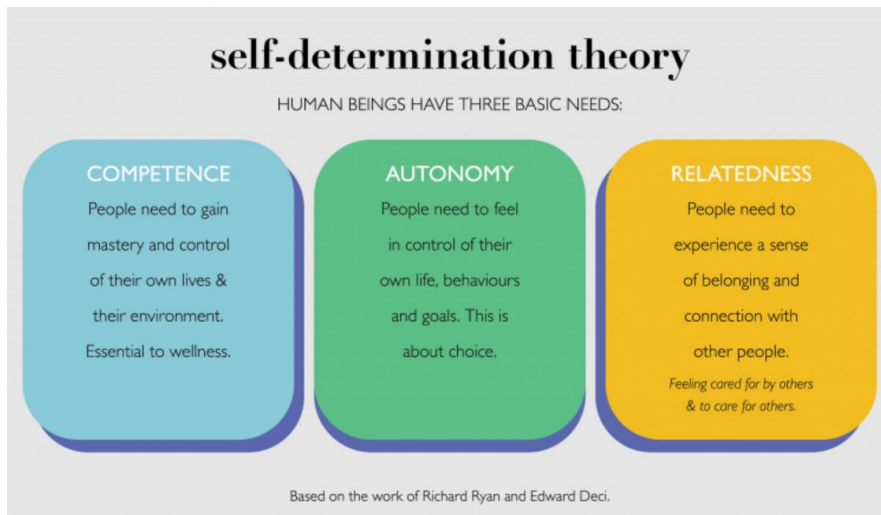 self-determination theory
HUMAN BEINGS HAVE THREE BASIC NEEDS:
COMPETENCE
People need to gain
mastery and control
of their own lives &
their environment.
Essential to wellness.
AUTONOMY
People need to feel
in control of their
own life, behaviours
and goals. This is
about choice.
RELATEDNESS
People need to
experience a sense
of belonging and
connection with
other people.
Feeling cared for by others
& to care for others.
Based on the work of Richard Ryan and Edward Deci.